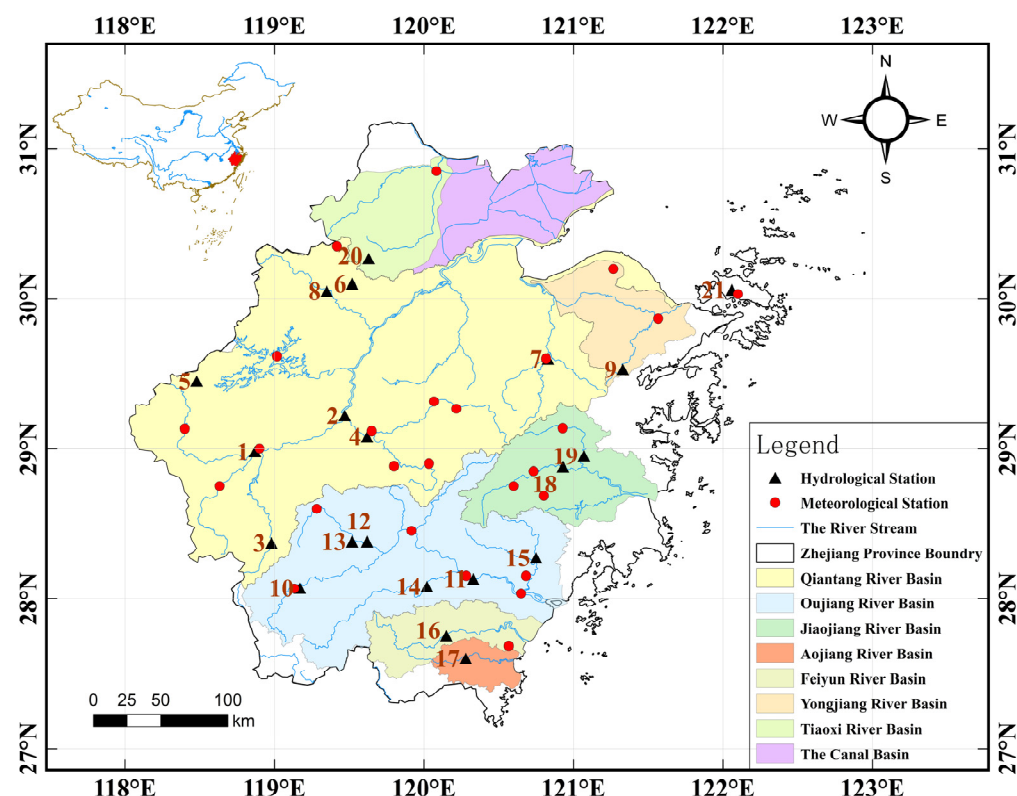 118°E 119°E 120°E 121°E 122°E 123°E
N
W E
S
31°N 31°N
20
6
8
21
30°N 30°N
7
9
5
2
4
1
29°N 29°N
19
18
12
13
3
15
11
14
10
28°N 28°N
16
17
27°N 27°N
Legend
Hydrological Station
Meteorological Station
The River Stream
Zhejiang Province Boundry
Qiantang River Basin
Oujiang River Basin
Jiaojiang River Basin
Aojiang River Basin
Feiyun River Basin
Yongjiang River Basin
Tiaoxi River Basin
The Canal Basin
0 25 50 100
km
118°E 119°E 120°E 121°E 122°E 123°E